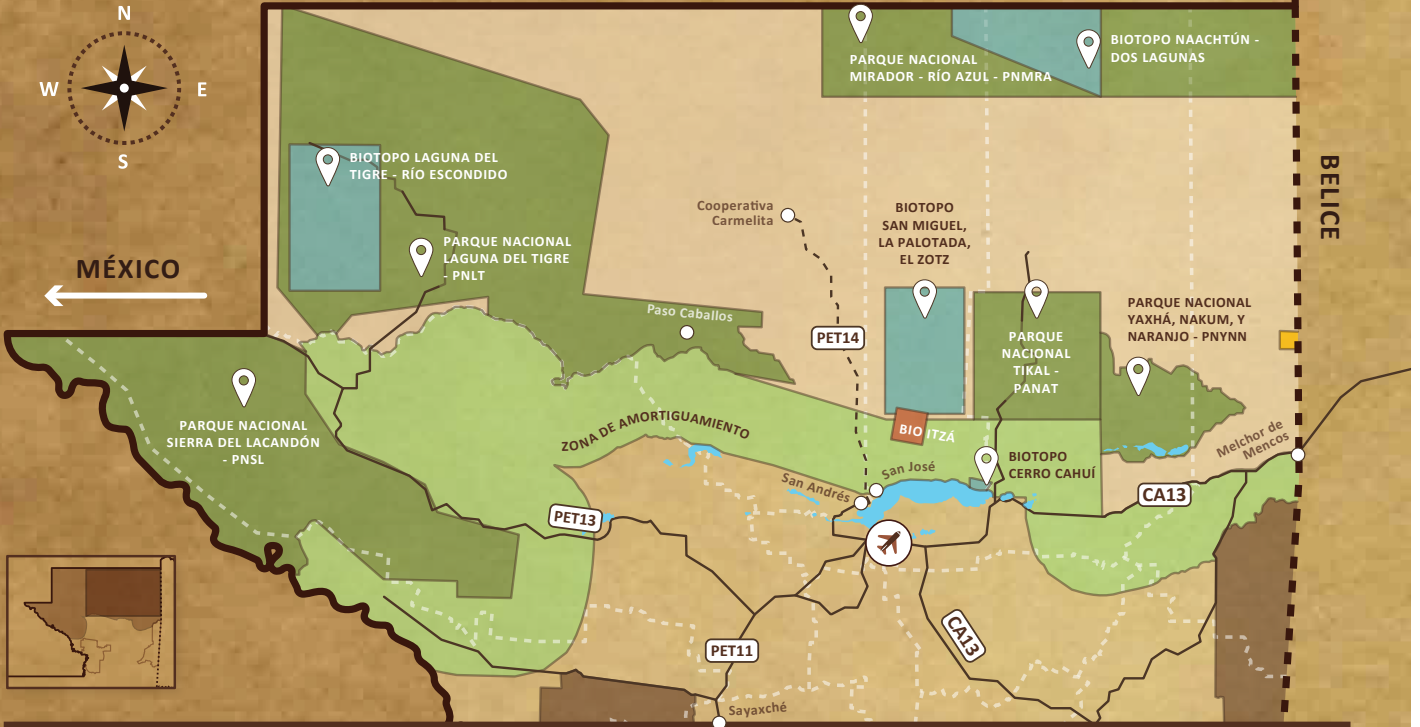 N
W
E
S
MÉXICO
BELICE
PARQUE NACIONAL
MIRADOR - RÍO AZUL - PNMRA
BIOTOPO NAACHTÚN -
DOS LAGUNAS
BIOTOPO LAGUNA DEL
TIGRE - RÍO ESCONDIDO
PARQUE NACIONAL
LAGUNA DEL TIGRE
- PNLT
Cooperativa
Carmelita
BIOTOPO
SAN MIGUEL,
LA PALOTADA,
EL ZOTZ
PARQUE NACIONAL
YAXHÁ, NAKUM, Y
NARANJO - PNYNN
Paso Caballos
PET14
PARQUE
NACIONAL
TIKAL -
PANAT
PARQUE NACIONAL
SIERRA DEL LACANDÓN
- PNSL
ZONA DE AMORTIGUAMIENTO
BIO ITZÁ
Melchor de
Mencos
BIOTOPO
CERRO CAHUÍ
San José
San Andrés
CA13
PET13
CA13
PET11
Sayaxché